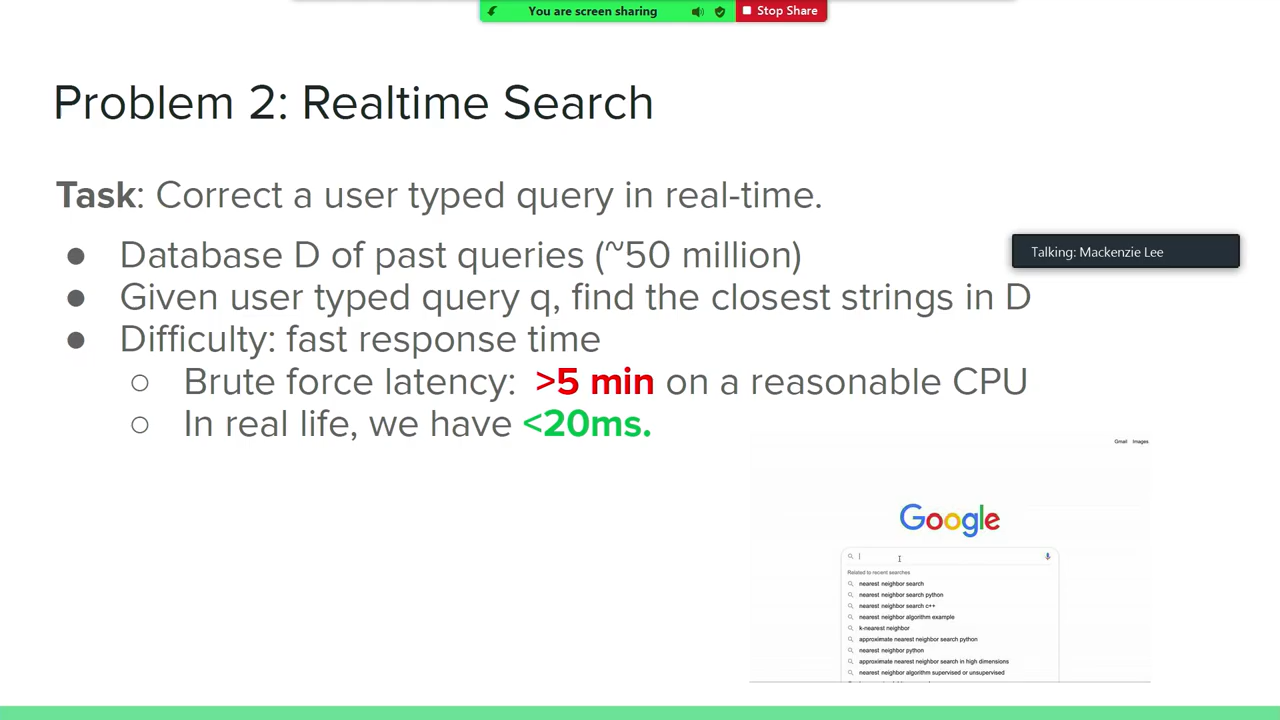 You are screen sharing
Stop Share
Problem 2: Realtime Search
Task: Correct a user typed query in real-time.
● Database D of past queries (~50 million)
Talking: Mackenzie Lee
● Given user typed query q, find the closest strings in D
● Difficulty: fast response time
○ Brute force latency: >5 min on a reasonable CPU
○ In real life, we have <20ms.
Gmail Images
Google
Related to recent searches
nearest neighbor search
nearest neighbor search python
nearest neighbor search c++
nearest neighbor algorithm example
k-nearest neighbor
approximate nearest neighbor search python
nearest neighbor python
approximate nearest neighbor search in high dimensions
nearest neighbor algorithm supervised or unsupervised